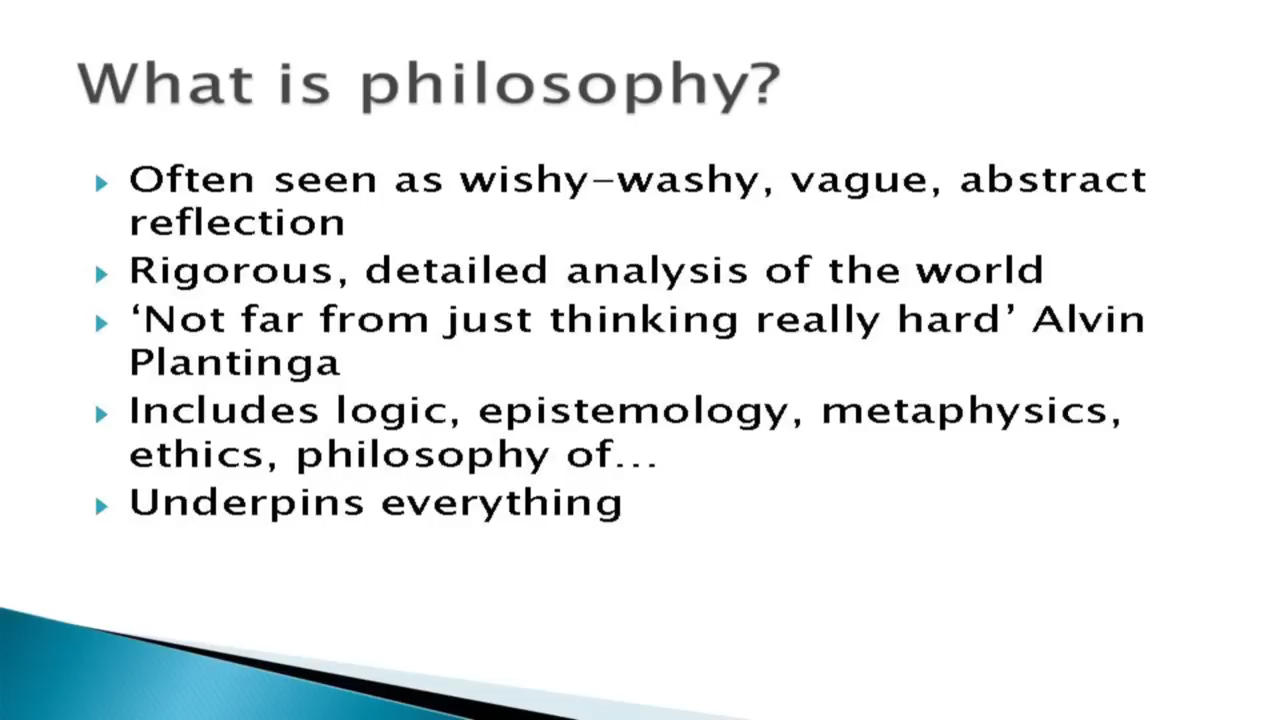 What is philosophy?
Often seen as wishy-washy, vague, abstract
reflection
Rigorous, detailed analysis of the world
‘Not far from just thinking really hard’ Alvin
Plantinga
Includes logic, epistemology, metaphysics,
ethics, philosophy of…
Underpins everything